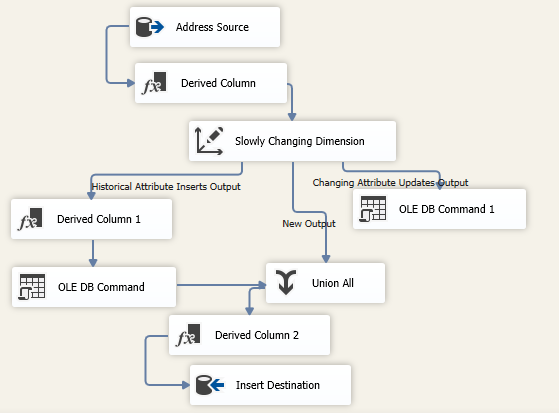 Address Source
Derived Column
Slowly Changing Dimension
Historical Attribute Inserts Output
Changing Attribute Updates Output
Derived Column 1
New Output
OLE DB Command 1
OLE DB Command
Union All
Derived Column 2
Insert Destination